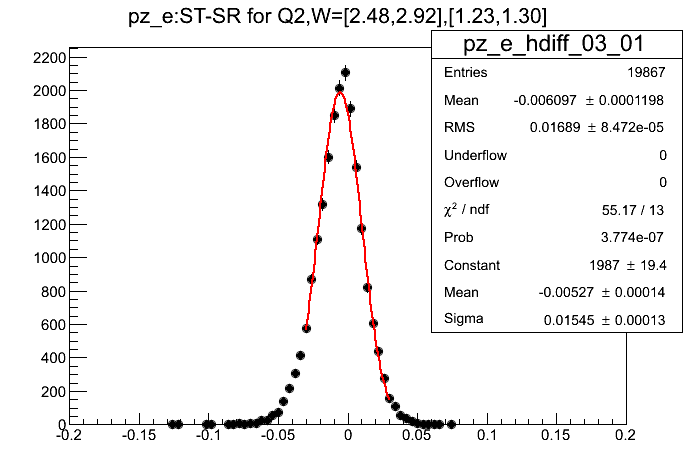 pz_e:ST-SR for Q2,W=[2.48,2.92],[1.23,1.30]
pz_e_hdiff_03_01
Entries 19867
Mean -0.006097 ± 0.0001198
RMS 0.01689 ± 8.472e-05
Underflow 0
Overflow 0
χ² / ndf 55.17 / 13
Prob 3.774e-07
Constant 1987 ± 19.4
Mean -0.00527 ± 0.00014
Sigma 0.01545 ± 0.00013
2200
2000
1800
1600
1400
1200
1000
800
600
400
200
0
-0.2 -0.15 -0.1 -0.05 0 0.05 0.1 0.15 0.2